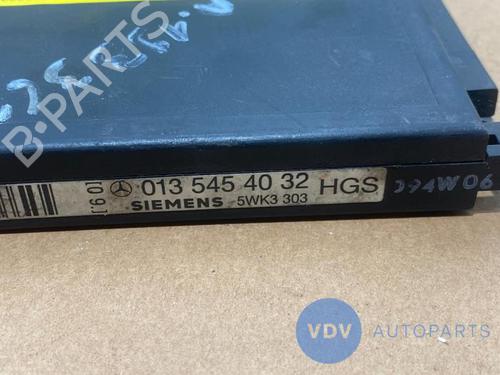 B-PARTS
013 545 40 32 HGS
SIEMENS 5WK3 303
VDV AUTOPARTS